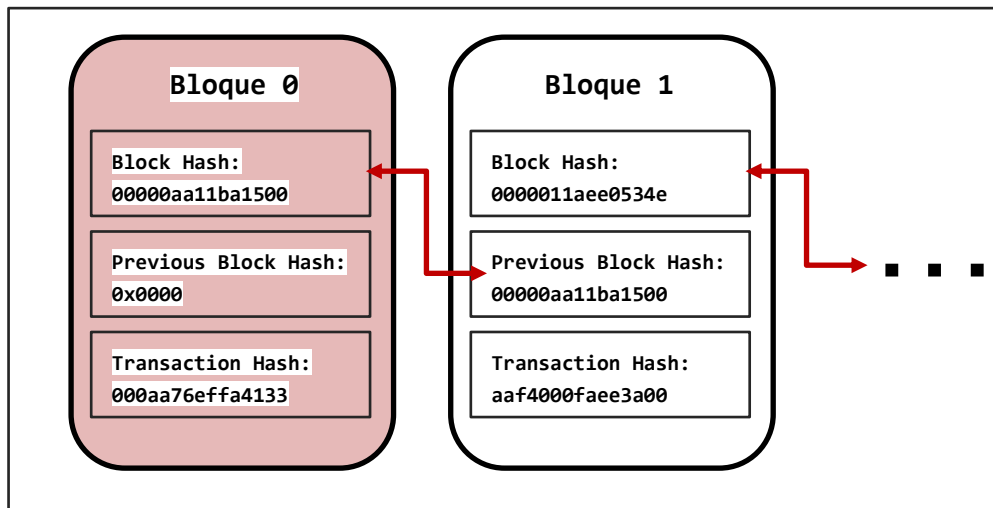 Bloque 0
Block Hash:
00000aa11ba1500
Previous Block Hash:
0x0000
Transaction Hash:
000aa76effa4133
Bloque 1
Block Hash:
0000011aee0534e
Previous Block Hash:
00000aa11ba1500
Transaction Hash:
aaf4000faee3a00